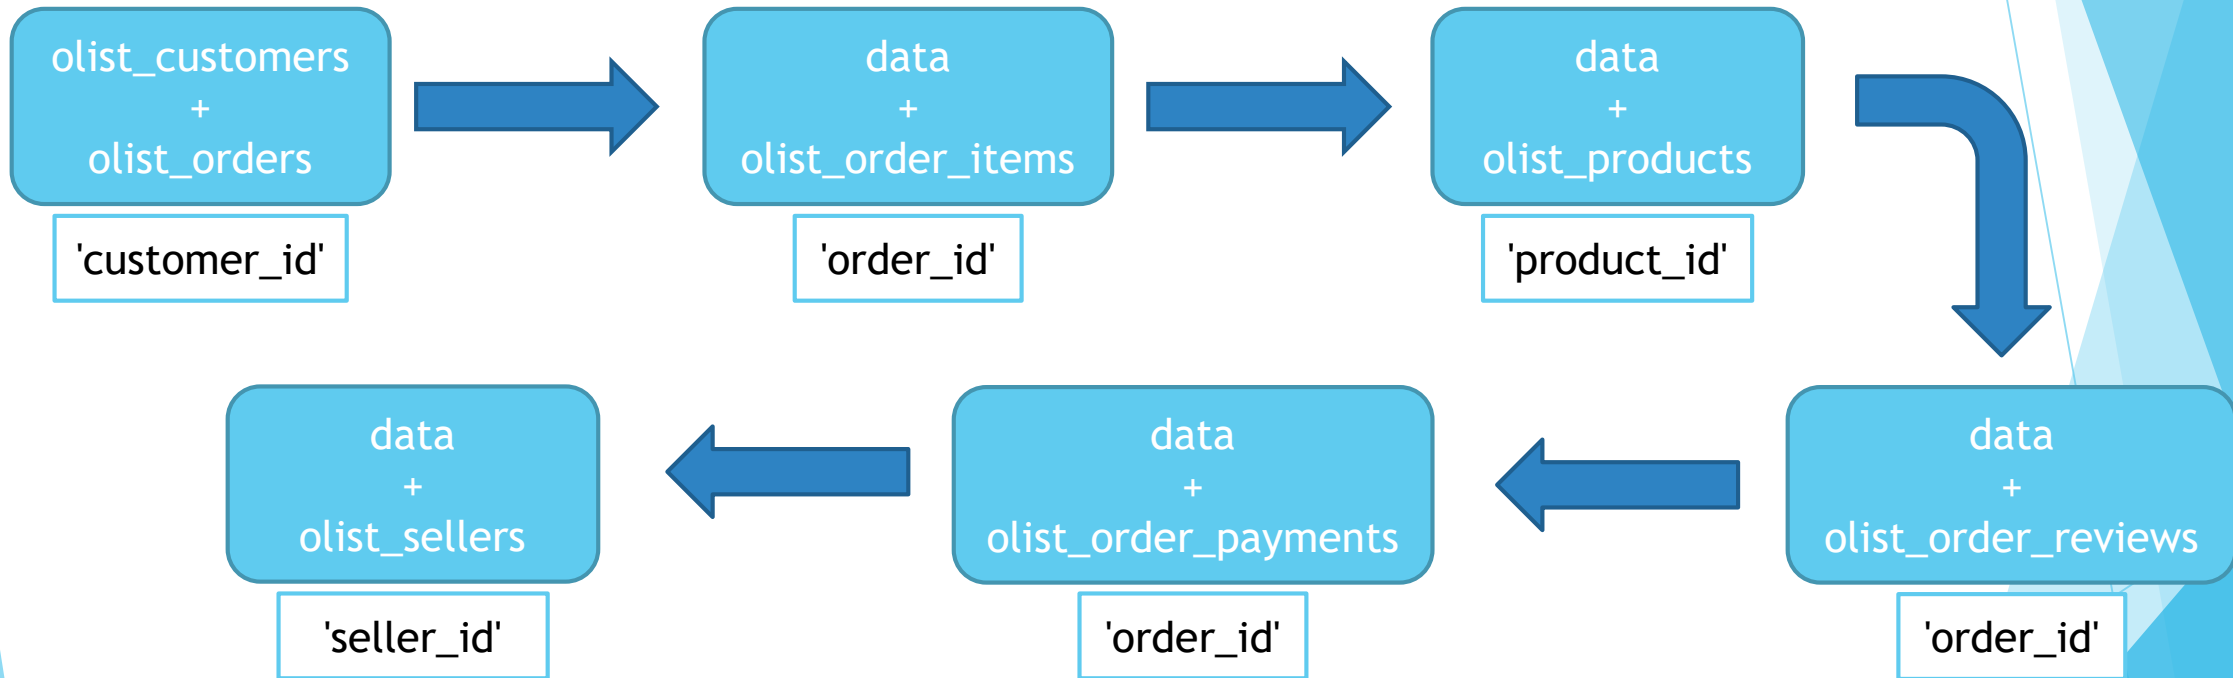 olist_customers
+
olist_orders
'customer_id'
data
+
olist_order_items
'order_id'
data
+
olist_products
'product_id'
data
+
olist_order_reviews
'order_id'
data
+
olist_order_payments
'order_id'
data
+
olist_sellers
'seller_id'